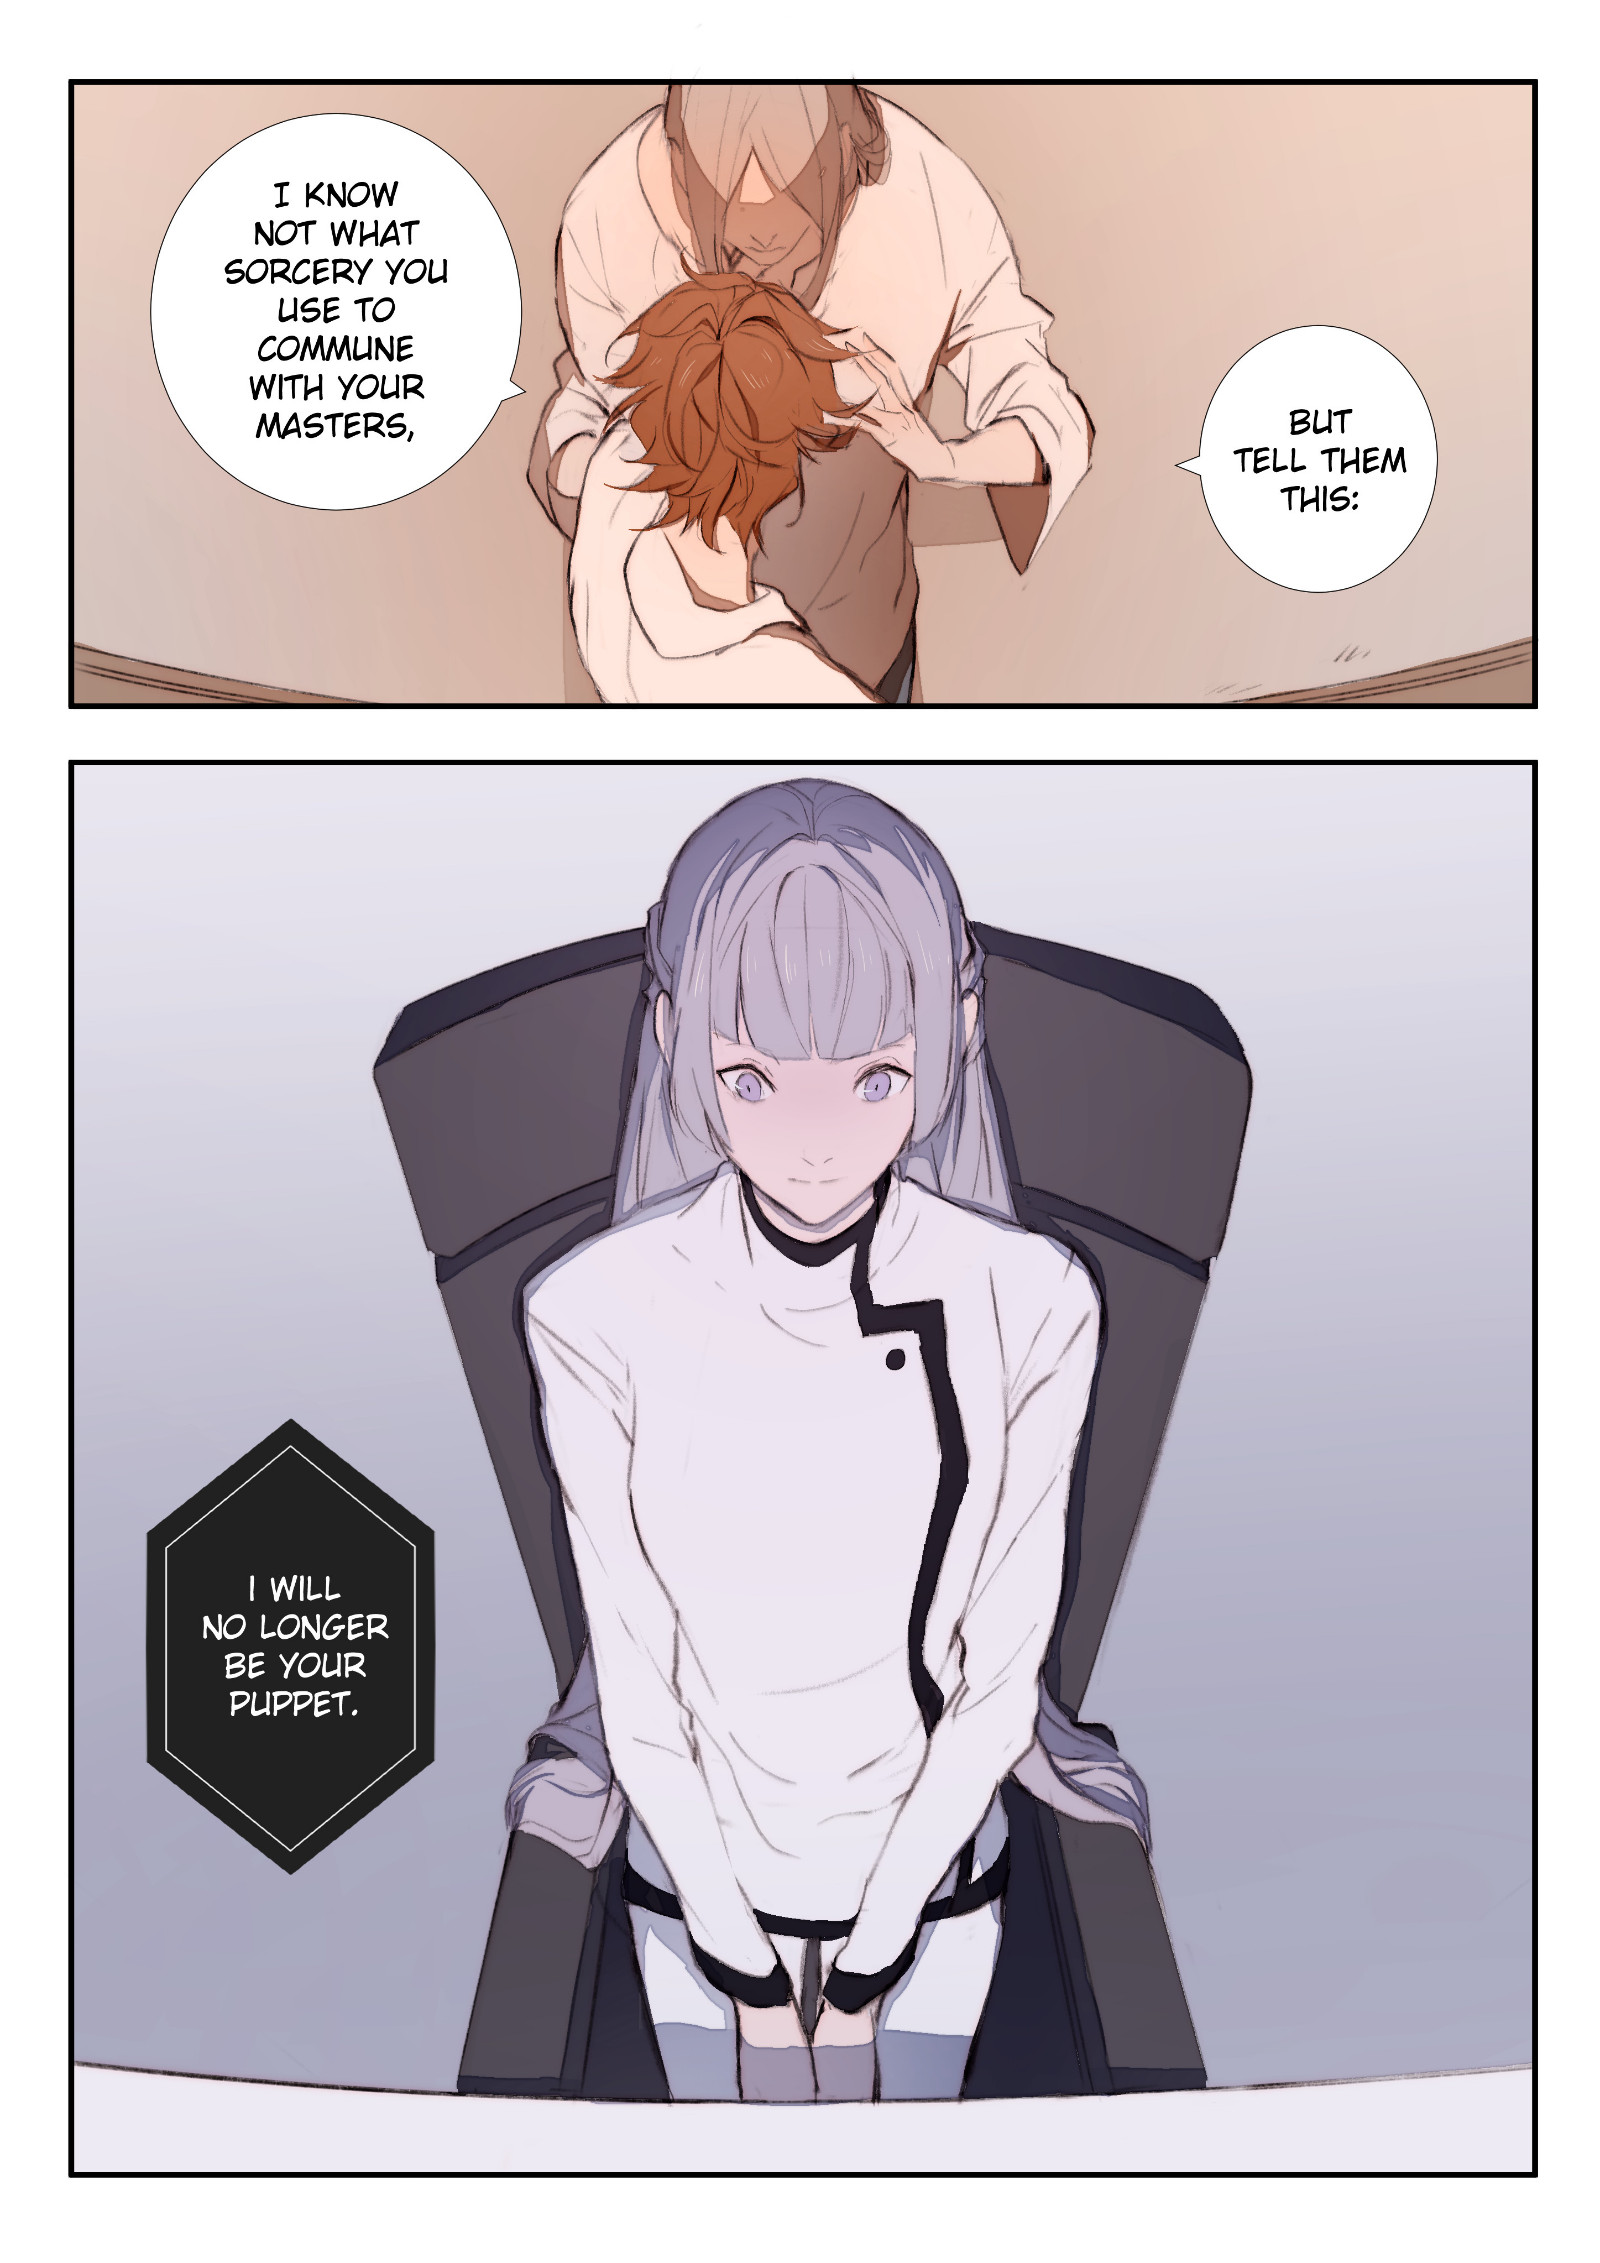 I KNOW
NOT WHAT
SORCERY YOU
USE TO
COMMUNE
WITH YOUR
MASTERS,
BUT
TELL THEM
THIS:
I WILL
NO LONGER
BE YOUR
PUPPET.